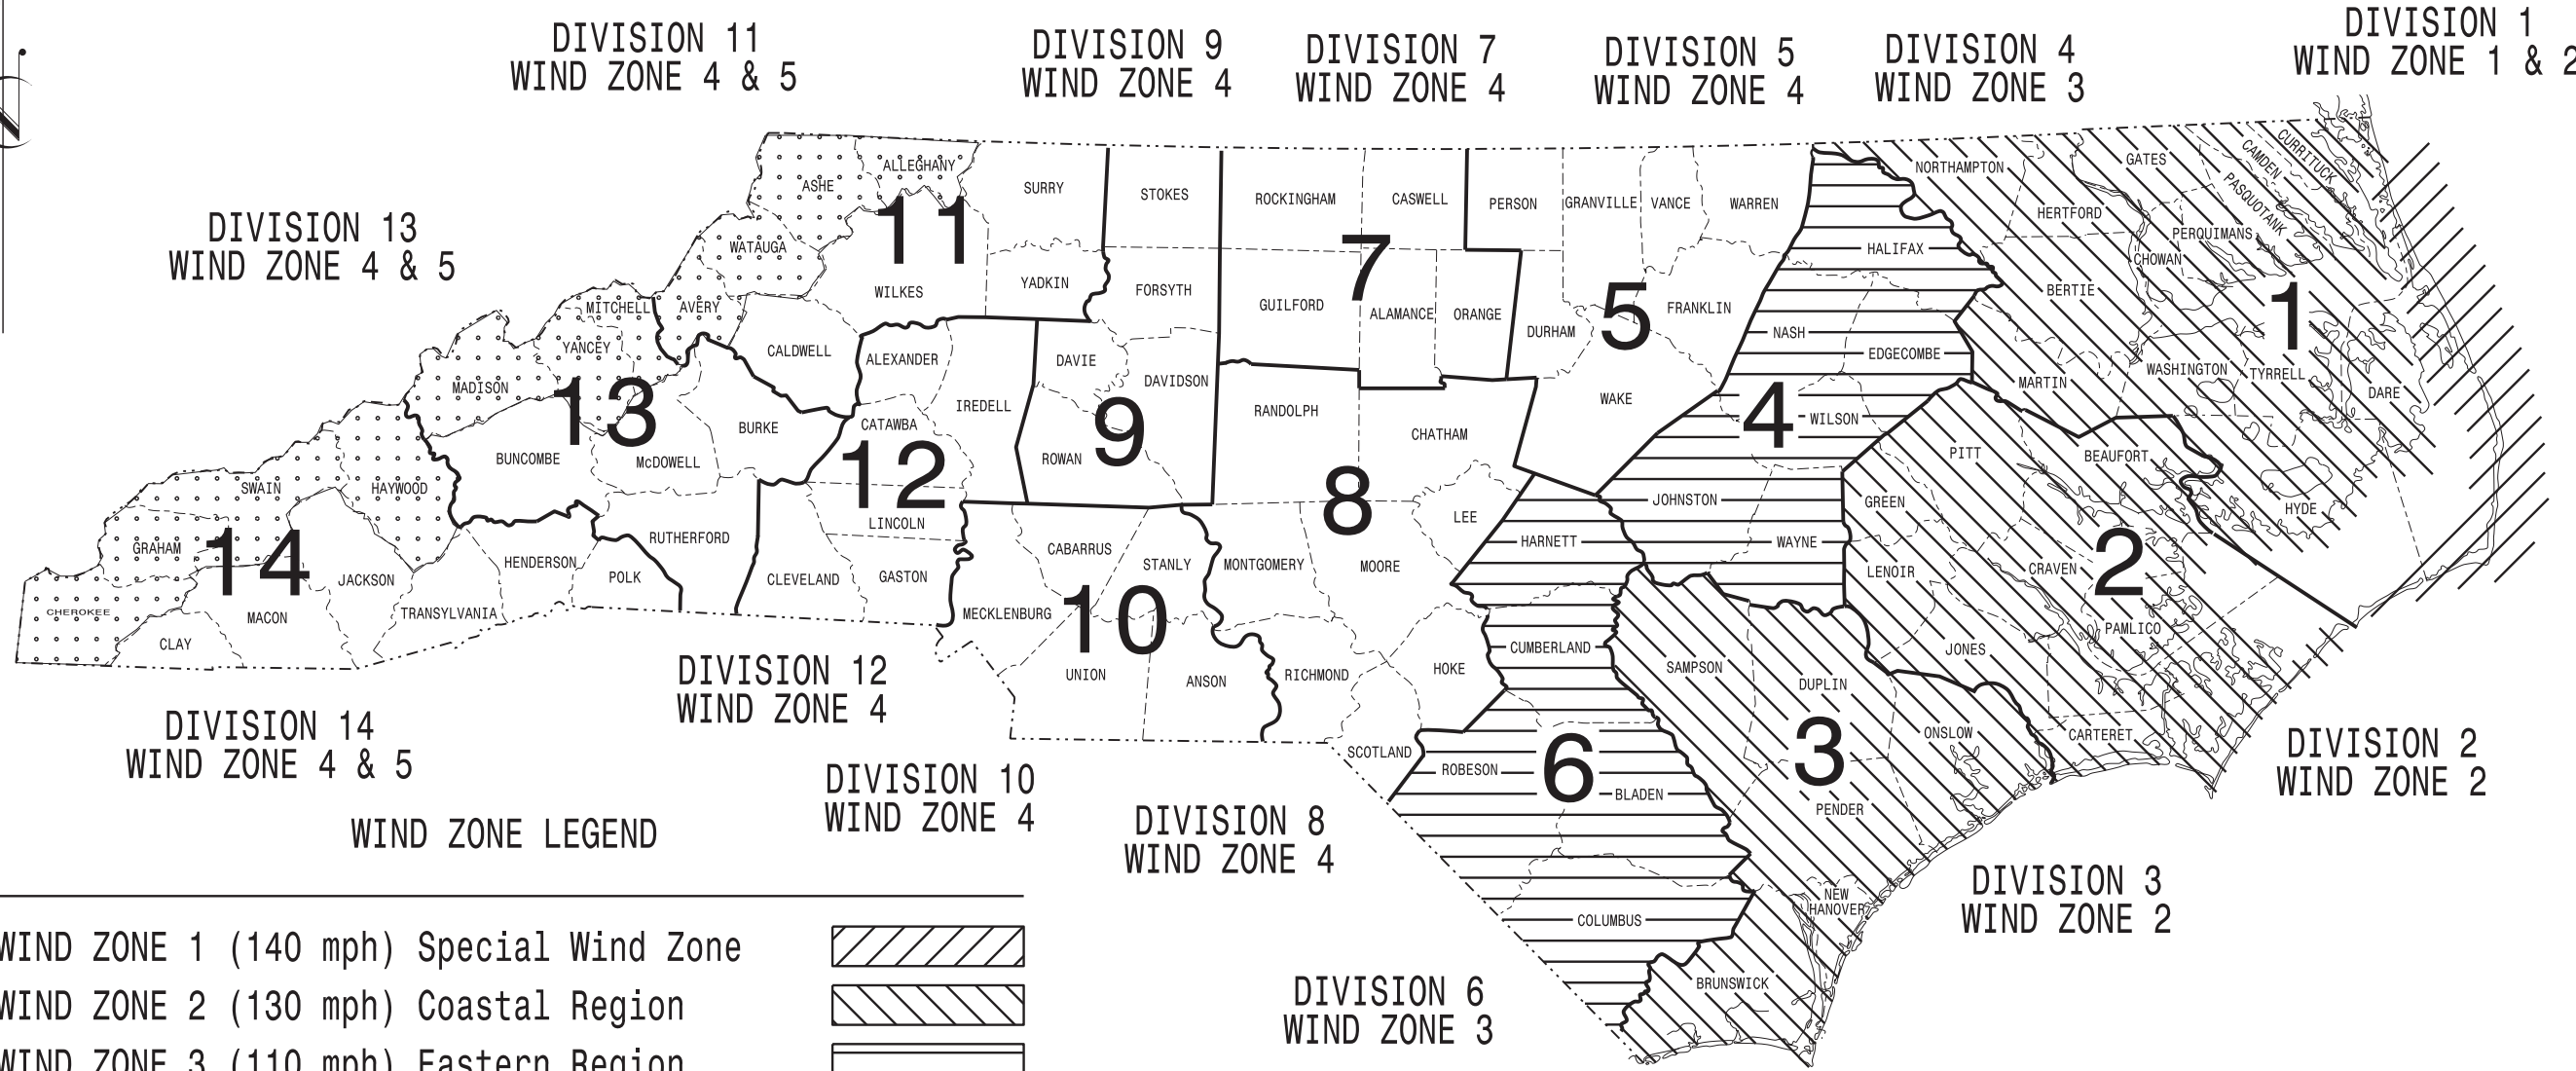 DIVISION 11
WIND ZONE 4 & 5
DIVISION 9
WIND ZONE 4
DIVISION 7
WIND ZONE 4
DIVISION 5
WIND ZONE 4
DIVISION 4
WIND ZONE 3
DIVISION 1
WIND ZONE 1 & 2
DIVISION 13
WIND ZONE 4 & 5
ALLEGHANY
ASHE
SURRY
STOKES
ROCKINGHAM
CASWELL
PERSON
GRANVILLE
VANCE
WARREN
NORTHAMPTON
GATES
CAMDEN
CURRITUCK
PASQUOTANK
HERTFORD
PERQUIMANS
CHOWAN
HALIFAX
11
WATAUGA
WILKES
YADKIN
FORSYTH
7
GUILFORD
ALAMANCE
ORANGE
DURHAM
5
FRANKLIN
NASH
EDGECOMBE
BERTIE
1
MITCHELL
AVERY
YANCEY
CALDWELL
ALEXANDER
DAVIE
DAVIDSON
MARTIN
WASHINGTON
TYRRELL
DARE
MADISON
13
BURKE
CATAWBA
IREDELL
9
ROWAN
RANDOLPH
CHATHAM
WAKE
4
WILSON
PITT
BEAUFORT
BUNCOMBE
McDOWELL
12
SWAIN
HAYWOOD
LINCOLN
8
LEE
JOHNSTON
GREEN
HYDE
GRAHAM
14
JACKSON
HENDERSON
RUTHERFORD
POLK
CLEVELAND
GASTON
CABARRUS
STANLY
MONTGOMERY
MOORE
HARNETT
WAYNE
LENOIR
CRAVEN
2
CHEROKEE
MACON
CLAY
TRANSYLVANIA
MECKLENBURG
10
UNION
ANSON
RICHMOND
HOKE
CUMBERLAND
SAMPSON
DUPLIN
JONES
PAMLICO
SCOTLAND
ROBESON
6
BLADEN
3
PENDER
ONSLOW
CARTERET
COLUMBUS
NEW
HANOVER
BRUNSWICK
DIVISION 12
WIND ZONE 4
DIVISION 14
WIND ZONE 4 & 5
DIVISION 10
WIND ZONE 4
DIVISION 8
WIND ZONE 4
DIVISION 2
WIND ZONE 2
DIVISION 3
WIND ZONE 2
DIVISION 6
WIND ZONE 3
WIND ZONE LEGEND
WIND ZONE 1 (140 mph) Special Wind Zone
WIND ZONE 2 (130 mph) Coastal Region
WIND ZONE 3 (110 mph) Eastern Region